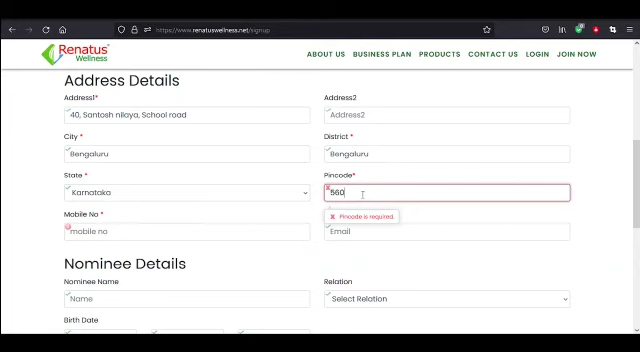 https://www.renatuswellness.net/signup
Renatus
Wellness
ABOUT US BUSINESS PLAN PRODUCTS CONTACT US LOGIN JOIN NOW
Address Details
Address1* Address2
40, Santosh nilaya, School road Address2
City * District *
Bengaluru Bengaluru
State * Pincode*
Karnataka 560
x Pincode is required.
Mobile No *
mobile no Email
Nominee Details
Nominee Name Relation
Name Select Relation
Birth Date